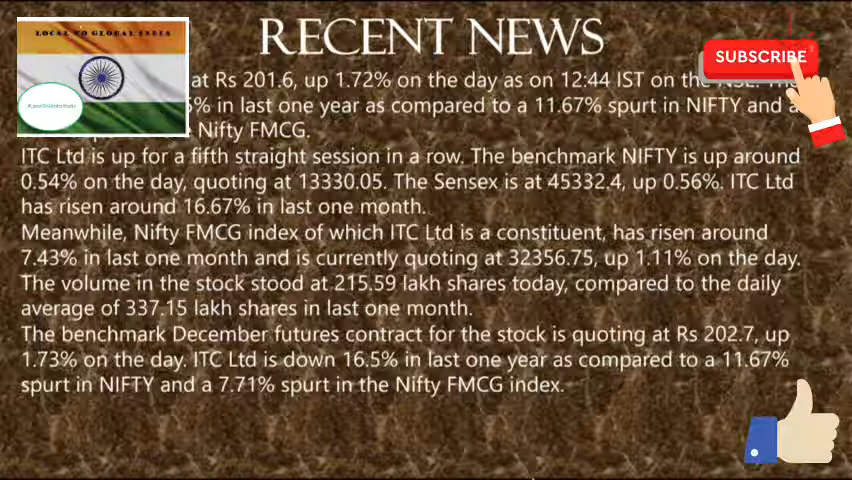 LOCAL TO GLOBAL INDIA
RECENT NEWS
SUBSCRIBE
at Rs 201.6, up 1.72% on the day as on 12:44 IST on the NSE.
5% in last one year as compared to a 11.67% spurt in NIFTY and a
Nifty FMCG.
ITC Ltd is up for a fifth straight session in a row. The benchmark NIFTY is up around
0.54% on the day, quoting at 13330.05. The Sensex is at 45332.4, up 0.56%. ITC Ltd
has risen around 16.67% in last one month.
Meanwhile, Nifty FMCG index of which ITC Ltd is a constituent, has risen around
7.43% in last one month and is currently quoting at 32356.75, up 1.11% on the day.
The volume in the stock stood at 215.59 lakh shares today, compared to the daily
average of 337.15 lakh shares in last one month.
The benchmark December futures contract for the stock is quoting at Rs 202.7, up
1.73% on the day. ITC Ltd is down 16.5% in last one year as compared to a 11.67%
spurt in NIFTY and a 7.71% spurt in the Nifty FMCG index.